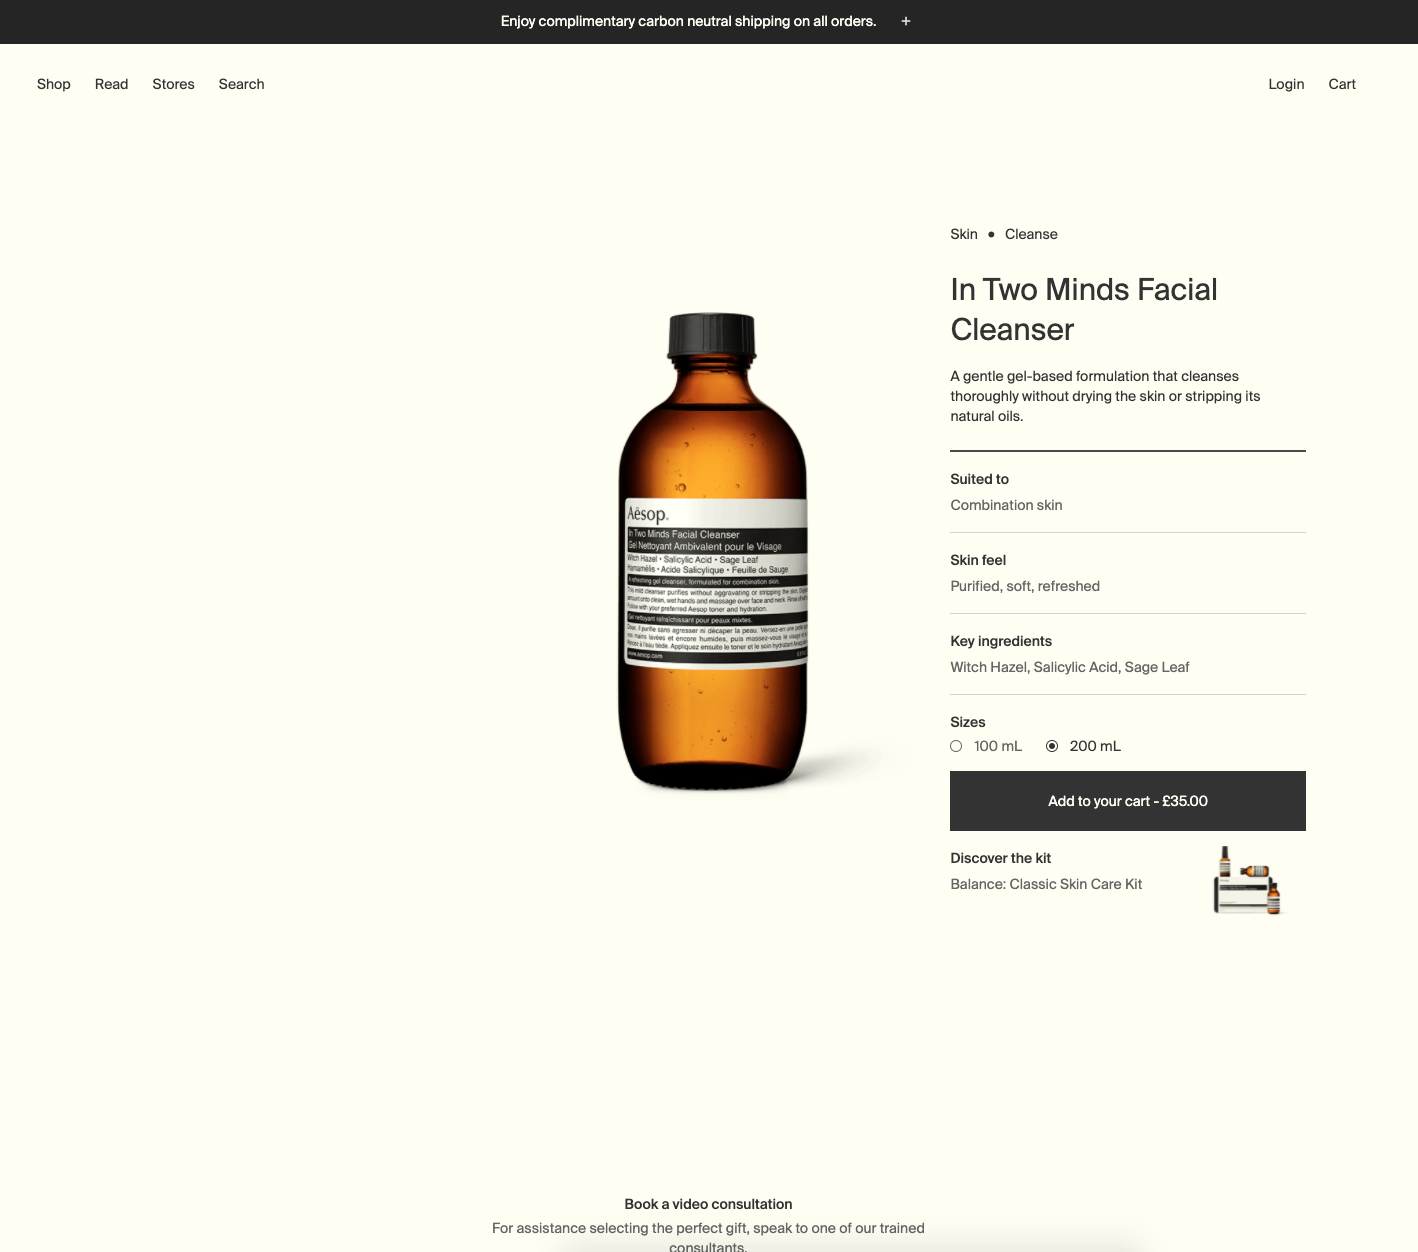 Enjoy complimentary carbon neutral shipping on all orders. +
Shop Read Stores Search Login Cart
Skin • Cleanse
In Two Minds Facial
Cleanser
A gentle gel-based formulation that cleanses
thoroughly without drying the skin or stripping its
natural oils.
Suited to
Combination skin
Skin feel
Purified, soft, refreshed
Key ingredients
Witch Hazel, Salicylic Acid, Sage Leaf
Sizes
100 mL 200 mL
Add to your cart - £35.00
Discover the kit
Balance: Classic Skin Care Kit
Aēsop.
In Two Minds Facial Cleanser
Gel Nettoyant Ambivalent pour le Visage
Witch Hazel • Salicylic Acid • Sage Leaf
Hamamélis • Acide Salicylique • Feuille de Sauge
A refreshing gel cleanser, formulated for combination skin.
This mild cleanser purifies without aggravating or stripping the skin.
amount onto clean, wet hands and massage over face and neck. Rinse
Follow with your preferred Aesop toner and hydration.
Gel nettoyant rafraîchissant pour peaux mixtes.
Doux, il purifie sans agresser ni décaper la peau. Versez-en une
vos mains lavées et encore humides, puis massez-vous le visage et
Rincez à l'eau tiède. Appliquez ensuite le toner et le soin hydratant
www.aesop.com
Book a video consultation
For assistance selecting the perfect gift, speak to one of our trained
consultants.